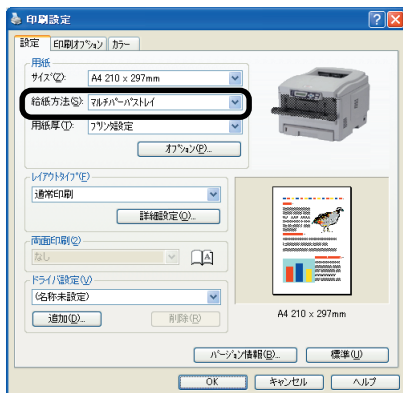 印刷設定
設定 印刷オプション カラー
用紙
サイズ(Z): A4 210 x 297mm
給紙方法(S): マルチパーパストレイ
用紙厚(T): プリンタ設定
オプション(P)...
レイアウトタイプ(E)
通常印刷
詳細設定(O)...
両面印刷(2)
なし
ドライバ設定(V)
(名称未設定)
追加(D)... 削除(R)
A4 210 x 297mm
バージョン情報(B)... 標準(U)
OK キャンセル ヘルプ